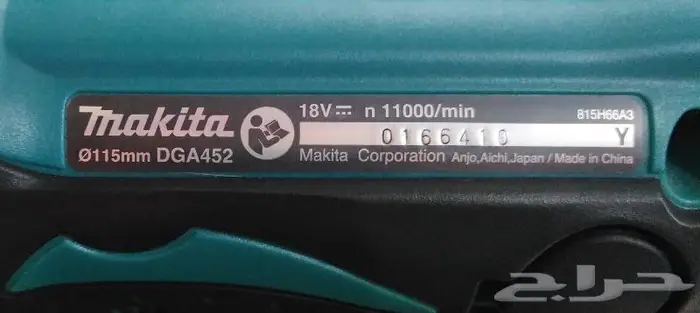 makita
18V⎓ n 11000/min 815H66A3
0166410 Y
Ø115mm DGA452
Makita Corporation Anjo,Aichi,Japan / Made in China
حراج